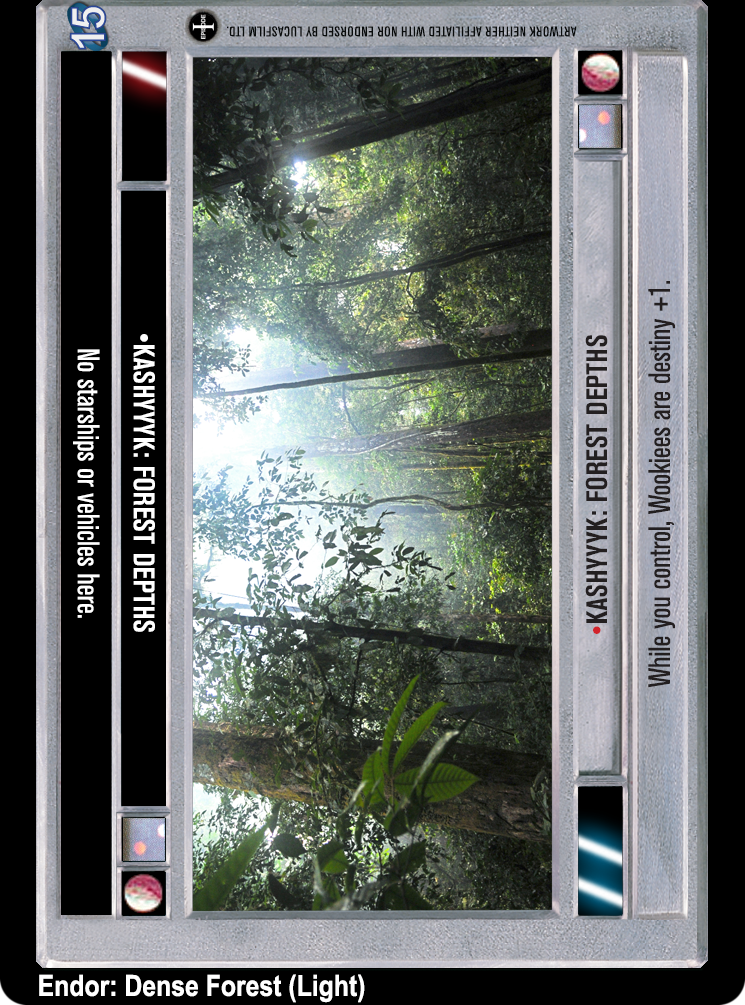 15
EPISODE
I
ARTWORK NEITHER AFFILIATED WITH NOR ENDORSED BY LUCASFILM LTD.
No starships or vehicles here.
•KASHYYYK: FOREST DEPTHS
•KASHYYYK: FOREST DEPTHS
While you control, Wookiees are destiny +1.
Endor: Dense Forest (Light)